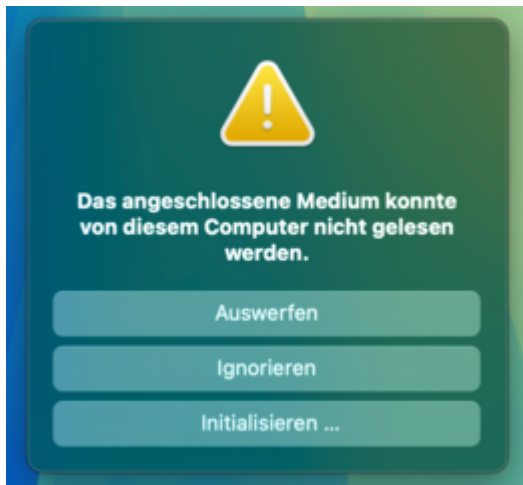 Das angeschlossene Medium konnte
von diesem Computer nicht gelesen
werden.
Auswerfen
Ignorieren
Initialisieren ...